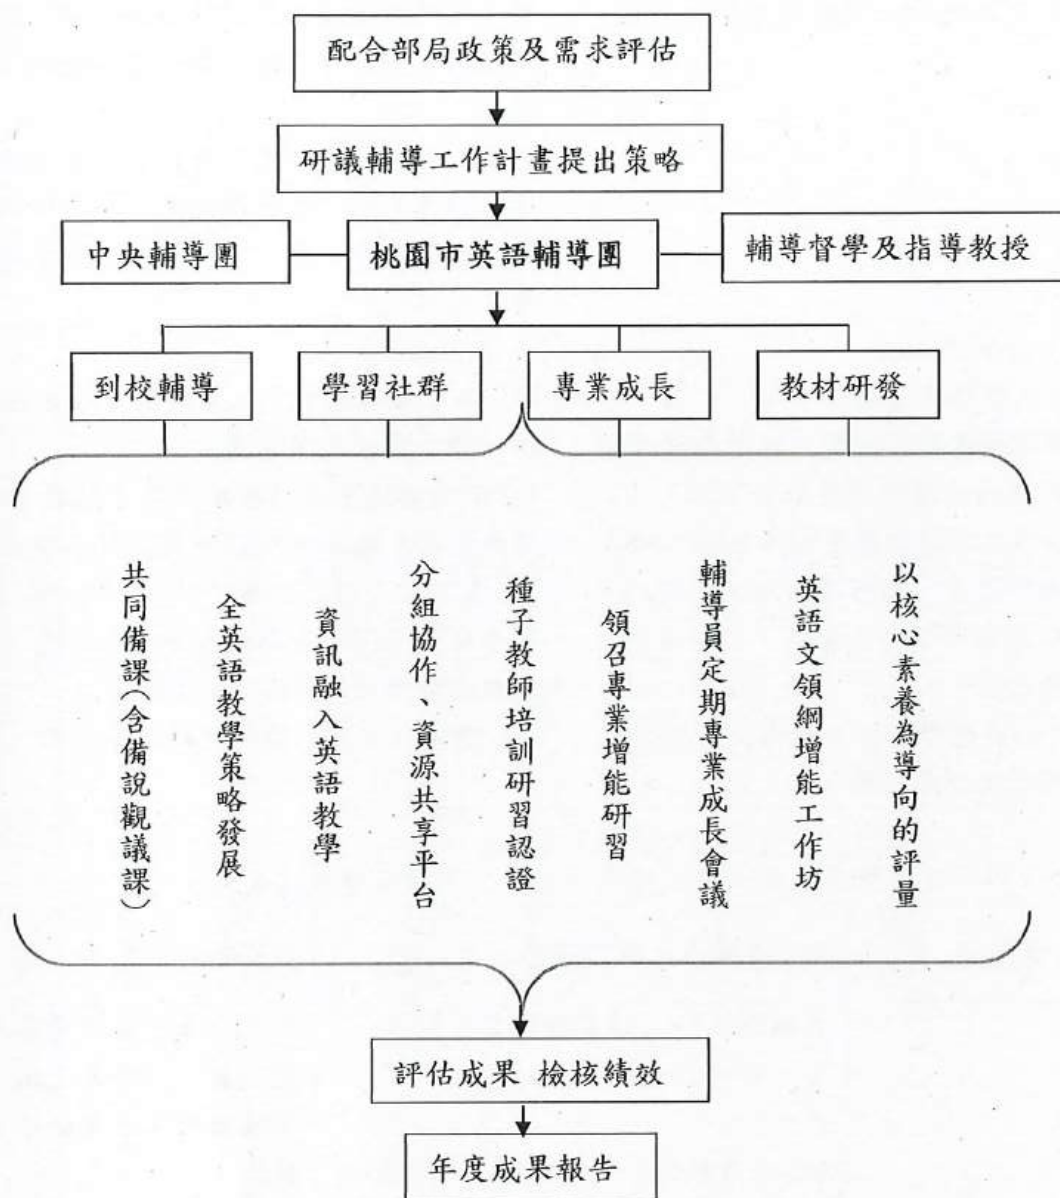 配合部局政策及需求評估
研議輔導工作計畫提出策略
中央輔導團
桃園市英語輔導團
輔導督學及指導教授
到校輔導
學習社群
專業成長
教材研發
共同備課(含備說觀議課)
全英語教學策略發展
資訊融入英語教學
分組協作、資源共享平台
種子教師培訓研習認證
領召專業增能研習
輔導員定期專業成長會議
英語文領綱增能工作坊
以核心素養為導向的評量
評估成果 檢核績效
年度成果報告